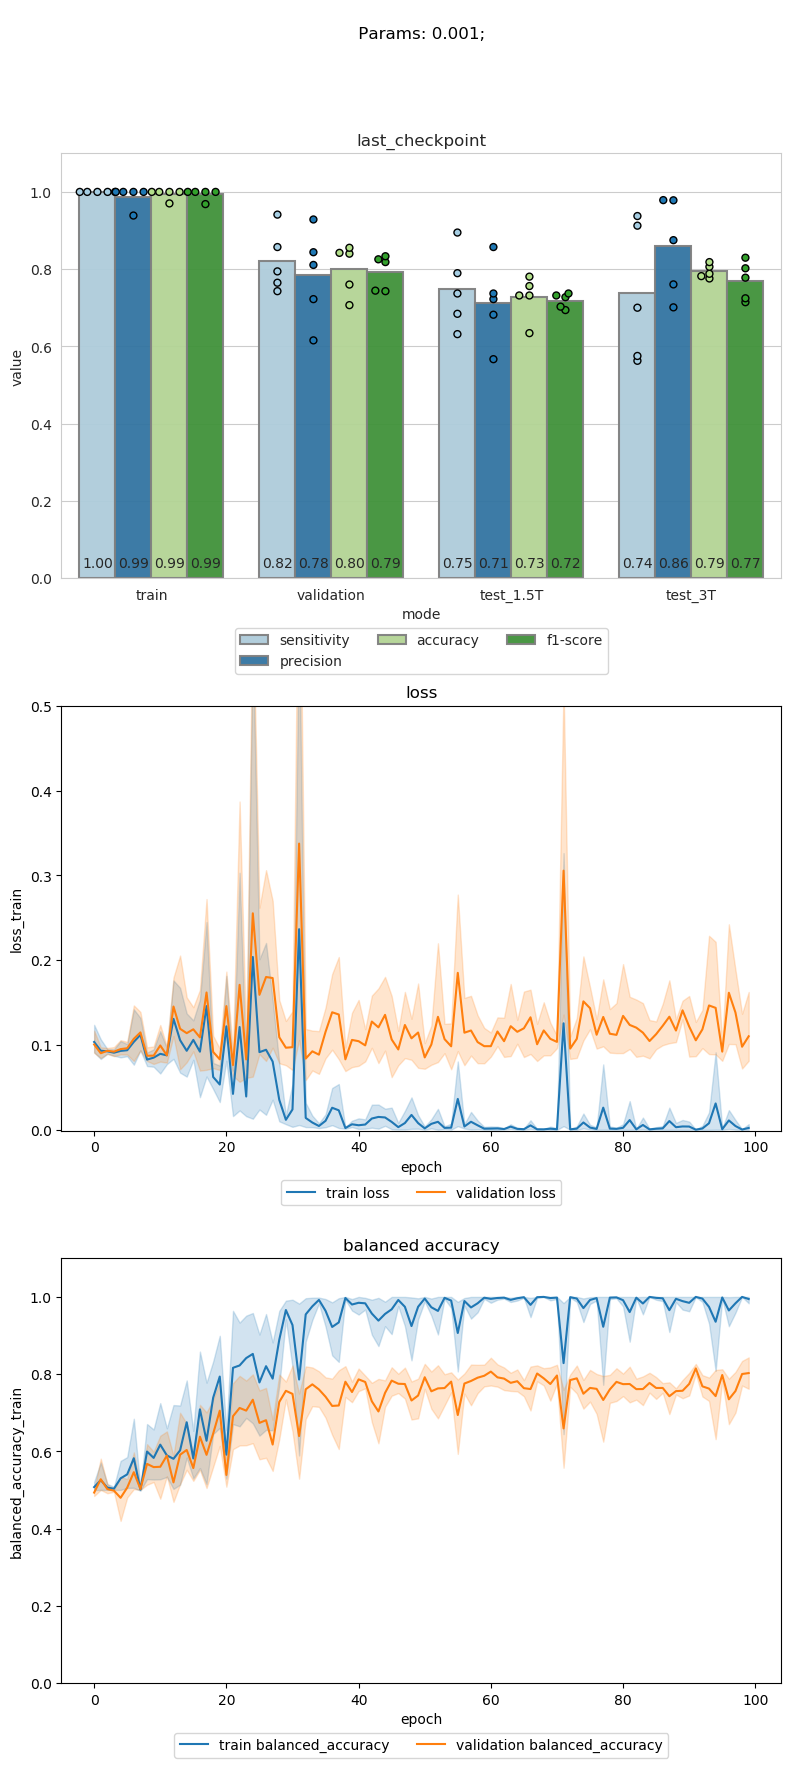 Params: 0.001;
last_checkpoint
1.0
0.8
0.6
0.4
0.2
0.0
value
1.00 0.99 0.99 0.99 0.82 0.78 0.80 0.79 0.75 0.71 0.73 0.72 0.74 0.86 0.79 0.77
train validation test_1.5T test_3T
mode
sensitivity accuracy f1-score
precision
loss
0.5
0.4
0.3
0.2
0.1
0.0
loss_train
0 20 40 60 80 100
epoch
train loss validation loss
balanced accuracy
1.0
0.8
0.6
0.4
0.2
0.0
balanced_accuracy_train
0 20 40 60 80 100
epoch
train balanced_accuracy validation balanced_accuracy